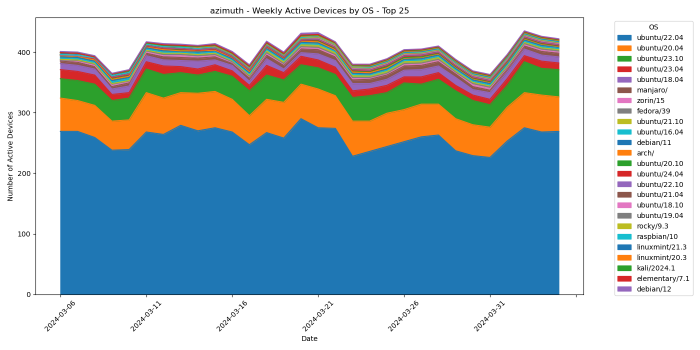 azimuth - Weekly Active Devices by OS - Top 25
Number of Active Devices
400
300
200
100
0
2024-03-06
2024-03-11
2024-03-16
2024-03-21
2024-03-26
2024-03-31
Date
OS
ubuntu/22.04
ubuntu/20.04
ubuntu/23.10
ubuntu/23.04
ubuntu/18.04
manjaro/
zorin/15
fedora/39
ubuntu/21.10
ubuntu/16.04
debian/11
arch/
ubuntu/20.10
ubuntu/24.04
ubuntu/22.10
ubuntu/21.04
ubuntu/18.10
ubuntu/19.04
rocky/9.3
raspbian/10
linuxmint/21.3
linuxmint/20.3
kali/2024.1
elementary/7.1
debian/12